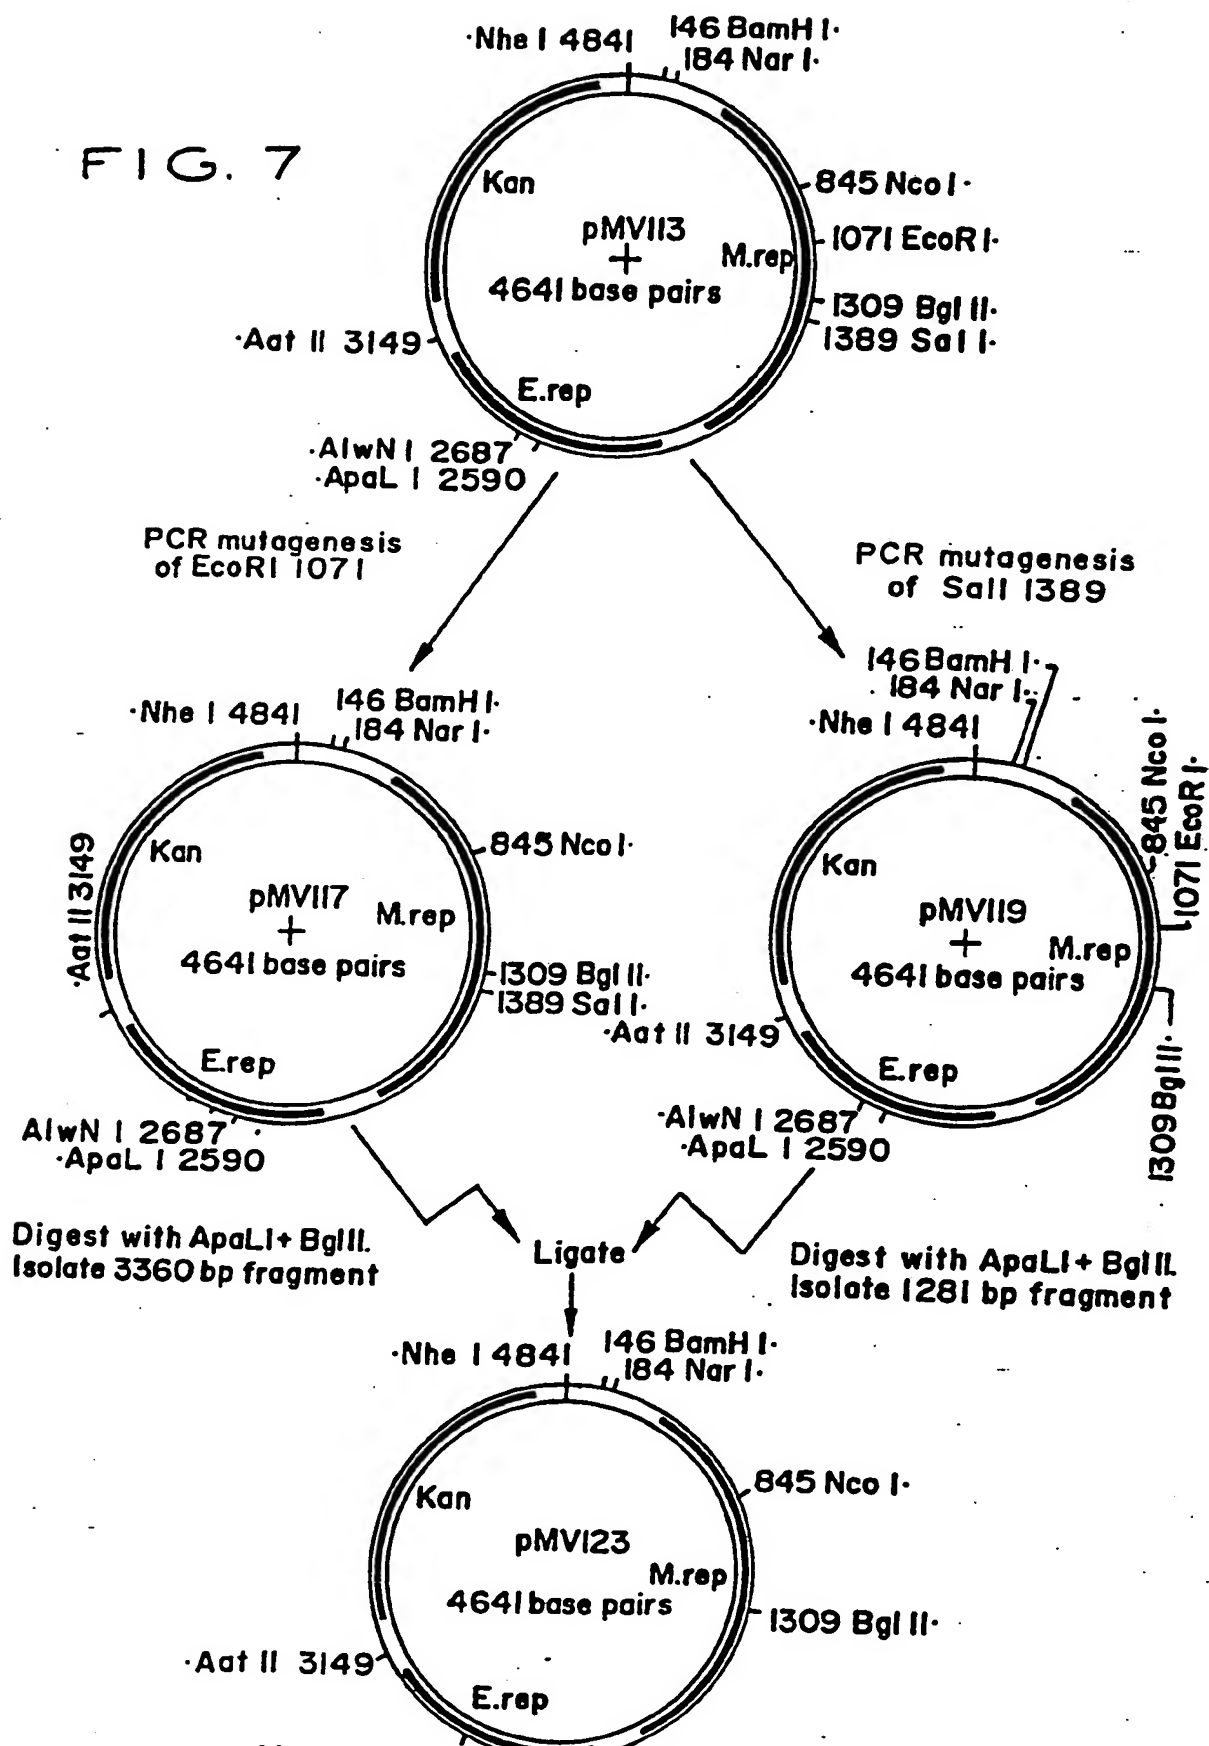 FIG. 7
·Nhe I 4841
146 BamH I·
184 Nar I·
Kan
845 Nco I·
pMV113
+
4641 base pairs
M.rep
1071 EcoR I·
1309 Bgl II·
1389 Sal I·
·Aat II 3149
E.rep
·AlwN I 2687
·ApaL I 2590
PCR mutagenesis
of EcoRI 1071
PCR mutagenesis
of SalI 1389
·Nhe I 4841
146 BamH I·
184 Nar I·
Kan
845 Nco I·
·Aat II 3149
pMV117
+
4641 base pairs
M.rep
1309 Bgl II·
1389 Sal I·
E.rep
AlwN I 2687
·ApaL I 2590
146 BamH I·
184 Nar I·
·Nhe I 4841
845 Nco I·
1071 EcoR I·
Kan
pMV119
+
4641 base pairs
M.rep
·Aat II 3149
1309 Bgl II·
E.rep
·AlwN I 2687
·ApaL I 2590
Digest with ApaLI + BglII.
Isolate 3360 bp fragment
Ligate
Digest with ApaLI + BglII.
Isolate 1281 bp fragment
·Nhe I 4841
146 BamH I·
184 Nar I·
Kan
845 Nco I·
pMV123
4641 base pairs
M.rep
1309 Bgl II·
·Aat II 3149
E.rep